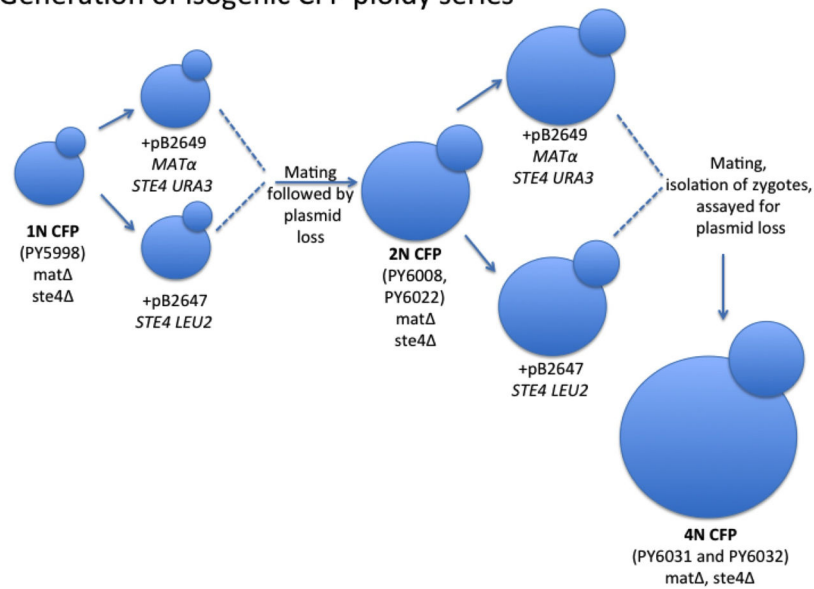 Generation of isogenic CFP ploidy series
+pB2649
MATα
STE4 URA3
1N CFP
(PY5998)
matΔ
ste4Δ
+pB2647
STE4 LEU2
Mating
followed by
plasmid
loss
2N CFP
(PY6008,
PY6022)
matΔ
ste4Δ
+pB2649
MATα
STE4 URA3
+pB2647
STE4 LEU2
Mating,
isolation of zygotes,
assayed for
plasmid loss
4N CFP
(PY6031 and PY6032)
matΔ, ste4Δ